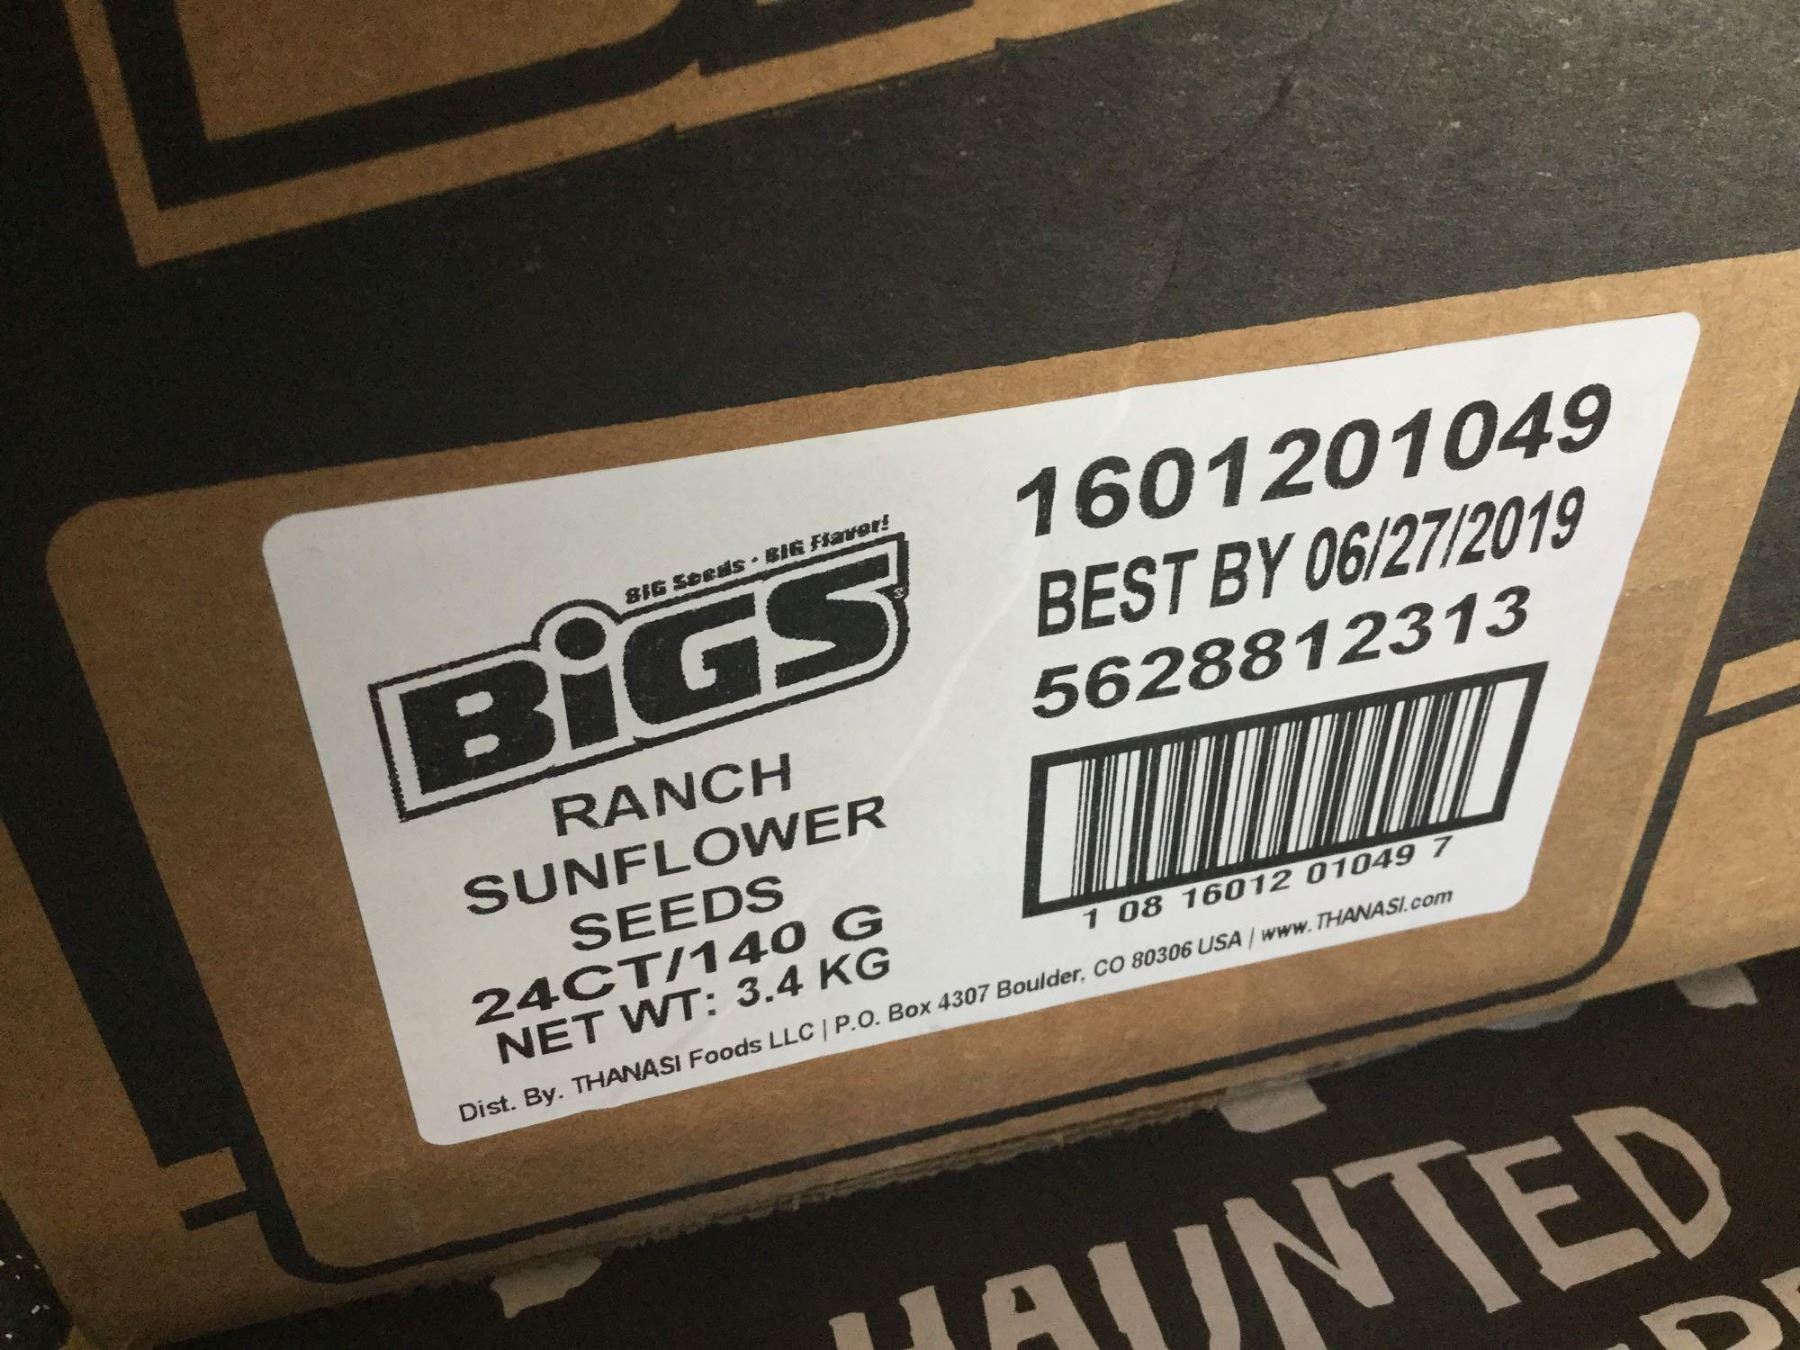 BIG Seeds · BIG Flavor!
BiGS®
RANCH
SUNFLOWER
SEEDS
24CT/140 G
NET WT: 3.4 KG
1601201049
BEST BY 06/27/2019
5628812313
1 08 16012 01049 7
Dist. By. THANASI Foods LLC | P.O. Box 4307 Boulder, CO 80306 USA | www.THANASI.com
HAUNTED